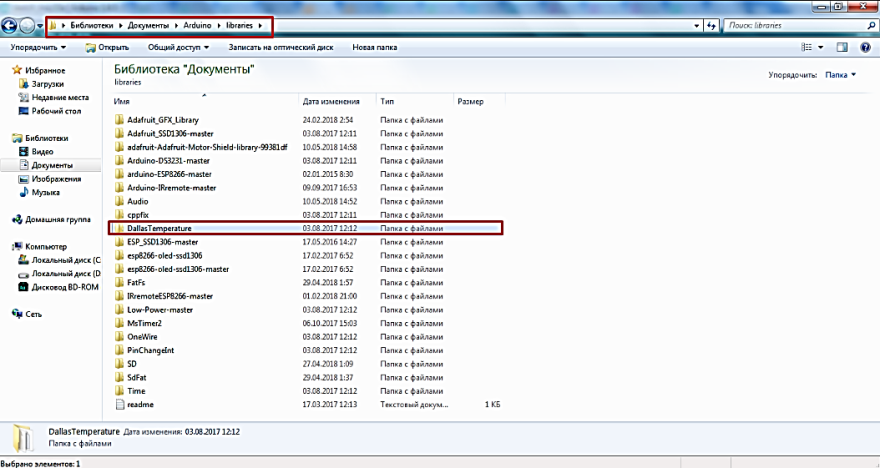 Библиотеки ▸ Документы ▸ Arduino ▸ libraries ▸
Поиск: libraries
Упорядочить ▼ Открыть Общий доступ ▼ Записать на оптический диск Новая папка
Избранное
Загрузки
Недавние места
Рабочий стол
Библиотеки
Видео
Документы
Изображения
Музыка
Домашняя группа
Компьютер
Локальный диск (C
Локальный диск (D
Дисковод BD-ROM
Сеть
Библиотека "Документы"
libraries
Упорядочить: Папка ▼
Имя Дата изменения Тип Размер
Adafruit_GFX_Library 24.02.2018 2:54 Папка с файлами
Adafruit_SSD1306-master 03.08.2017 12:11 Папка с файлами
adafruit-Adafruit-Motor-Shield-library-99381df 10.05.2018 14:58 Папка с файлами
Arduino-DS3231-master 03.08.2017 12:11 Папка с файлами
arduino-ESP8266-master 02.01.2015 8:30 Папка с файлами
Arduino-IRremote-master 09.09.2017 16:53 Папка с файлами
Audio 10.05.2018 14:52 Папка с файлами
cppfix 03.08.2017 12:11 Папка с файлами
DallasTemperature 03.08.2017 12:12 Папка с файлами
ESP_SSD1306-master 17.05.2016 14:27 Папка с файлами
esp8266-oled-ssd1306 17.02.2017 6:52 Папка с файлами
esp8266-oled-ssd1306-master 17.02.2017 6:52 Папка с файлами
FatFs 29.04.2018 1:57 Папка с файлами
IRremoteESP8266-master 01.02.2018 21:00 Папка с файлами
Low-Power-master 03.08.2017 12:12 Папка с файлами
MsTimer2 06.10.2017 15:03 Папка с файлами
OneWire 03.08.2017 12:12 Папка с файлами
PinChangeInt 03.08.2017 12:12 Папка с файлами
SD 27.04.2018 1:09 Папка с файлами
SdFat 29.04.2018 1:37 Папка с файлами
Time 03.08.2017 12:12 Папка с файлами
readme 17.03.2017 12:13 Текстовый докум... 1 КБ
DallasTemperature Дата изменения: 03.08.2017 12:12
Папка с файлами
Выбрано элементов: 1